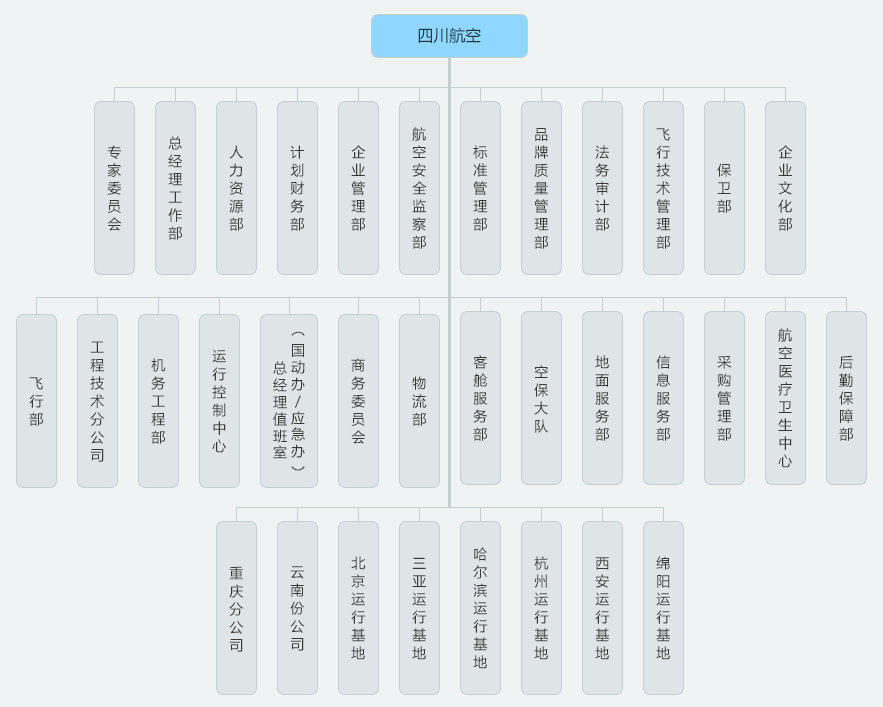 四川航空
专家委员会
总经理工作部
人力资源部
计划财务部
企业管理部
航空安全监察部
标准管理部
品牌质量管理部
法务审计部
飞行技术管理部
保卫部
企业文化部
飞行部
工程技术分公司
机务工程部
运行控制中心
总经理值班室
（国动办/应急办）
商务委员会
物流部
客舱服务部
空保大队
地面服务部
信息服务部
采购管理部
航空医疗卫生中心
后勤保障部
重庆分公司
云南份公司
北京运行基地
三亚运行基地
哈尔滨运行基地
杭州运行基地
西安运行基地
绵阳运行基地